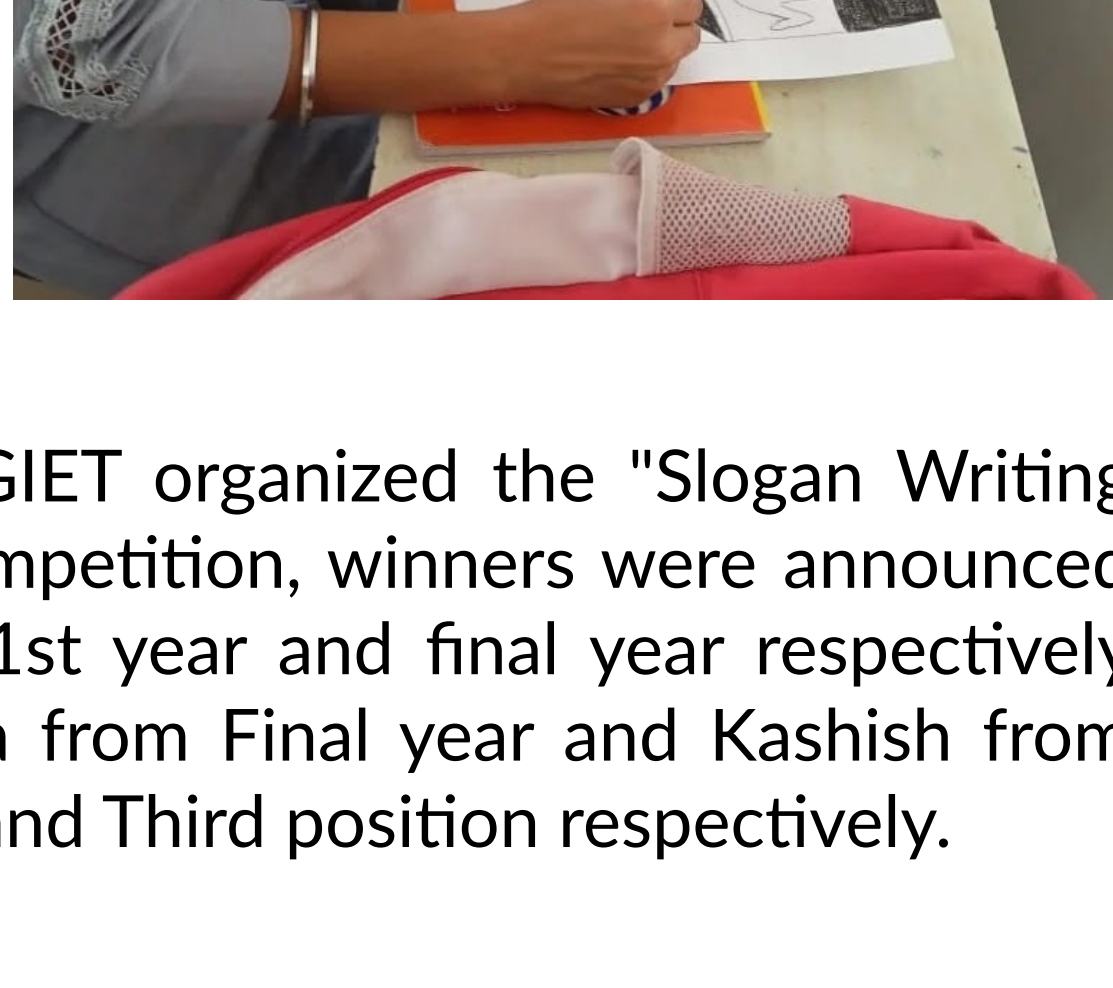 GIET organized the "Slogan Writing
mpetition, winners were announced
1st year and final year respectively
from Final year and Kashish from
and Third position respectively.